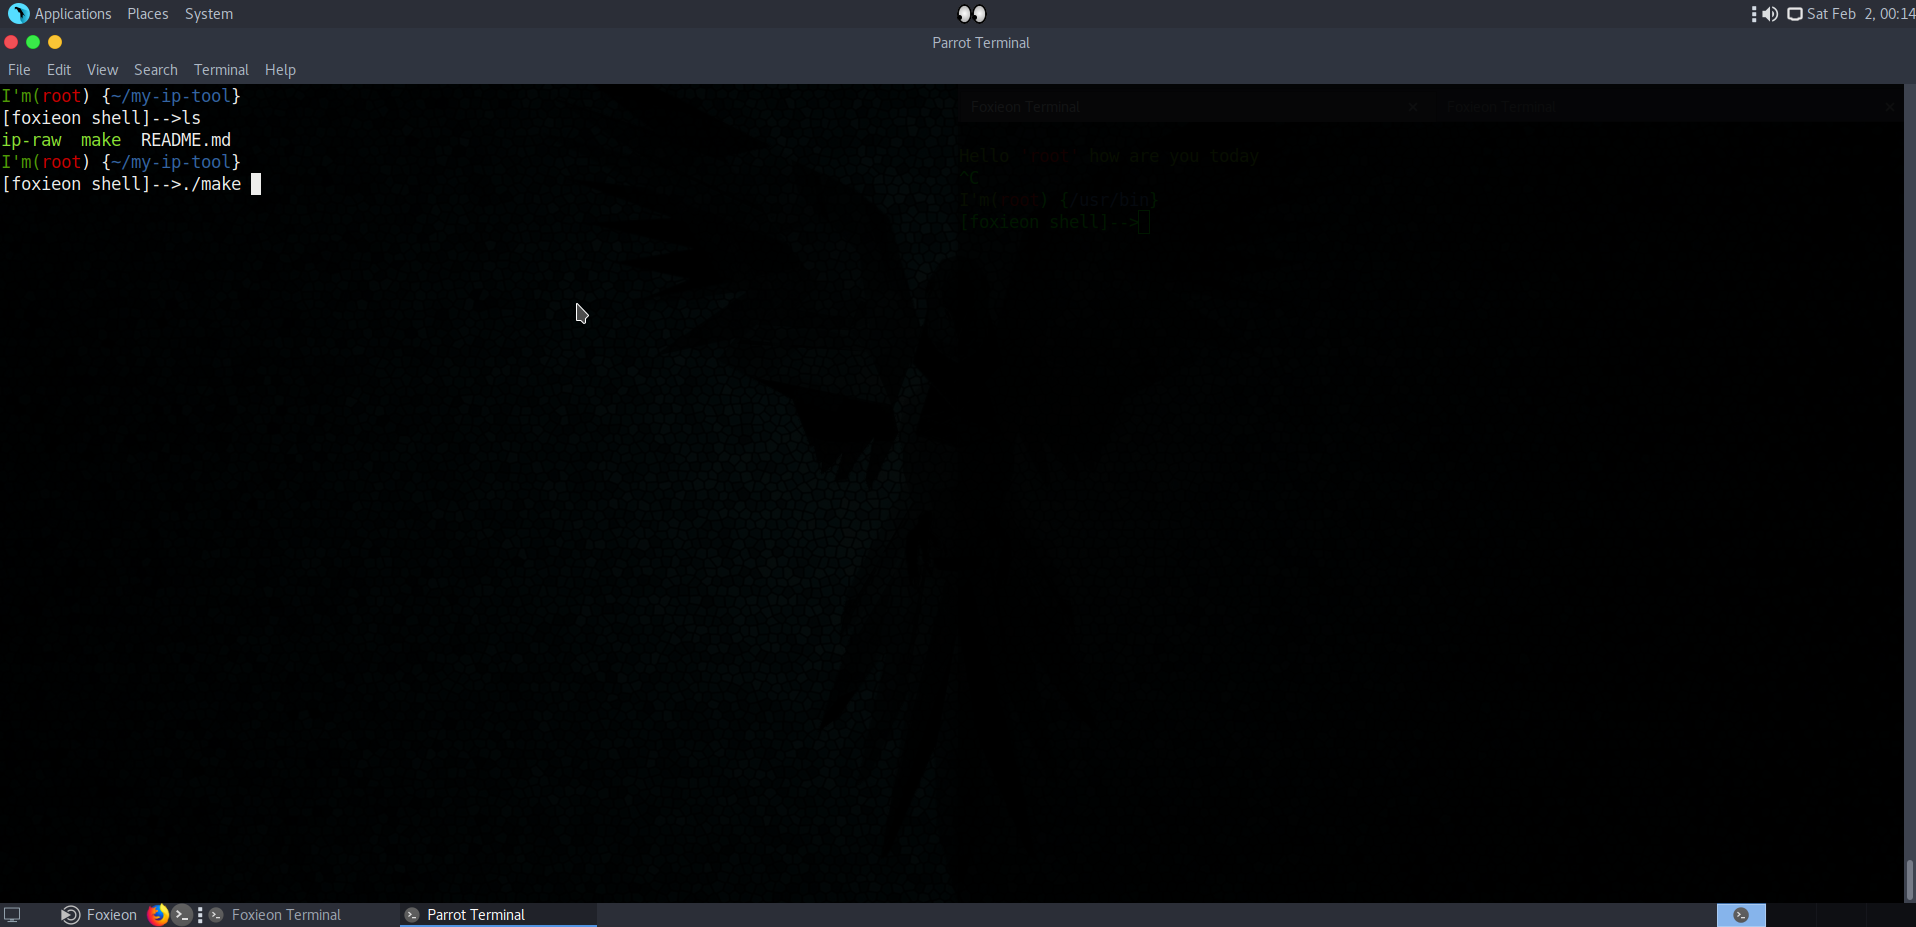 Applications Places System
Sat Feb 2, 00:14
Parrot Terminal
File Edit View Search Terminal Help
I'm(root) {~/my-ip-tool}
[foxieon shell]-->ls
ip-raw make README.md
I'm(root) {~/my-ip-tool}
[foxieon shell]-->./make
Foxieon Terminal
Foxieon Terminal
Hello "root" how are you today
^C
I'm(root) {/usr/bin}
[foxieon shell]-->
Foxieon
Foxieon Terminal
Parrot Terminal